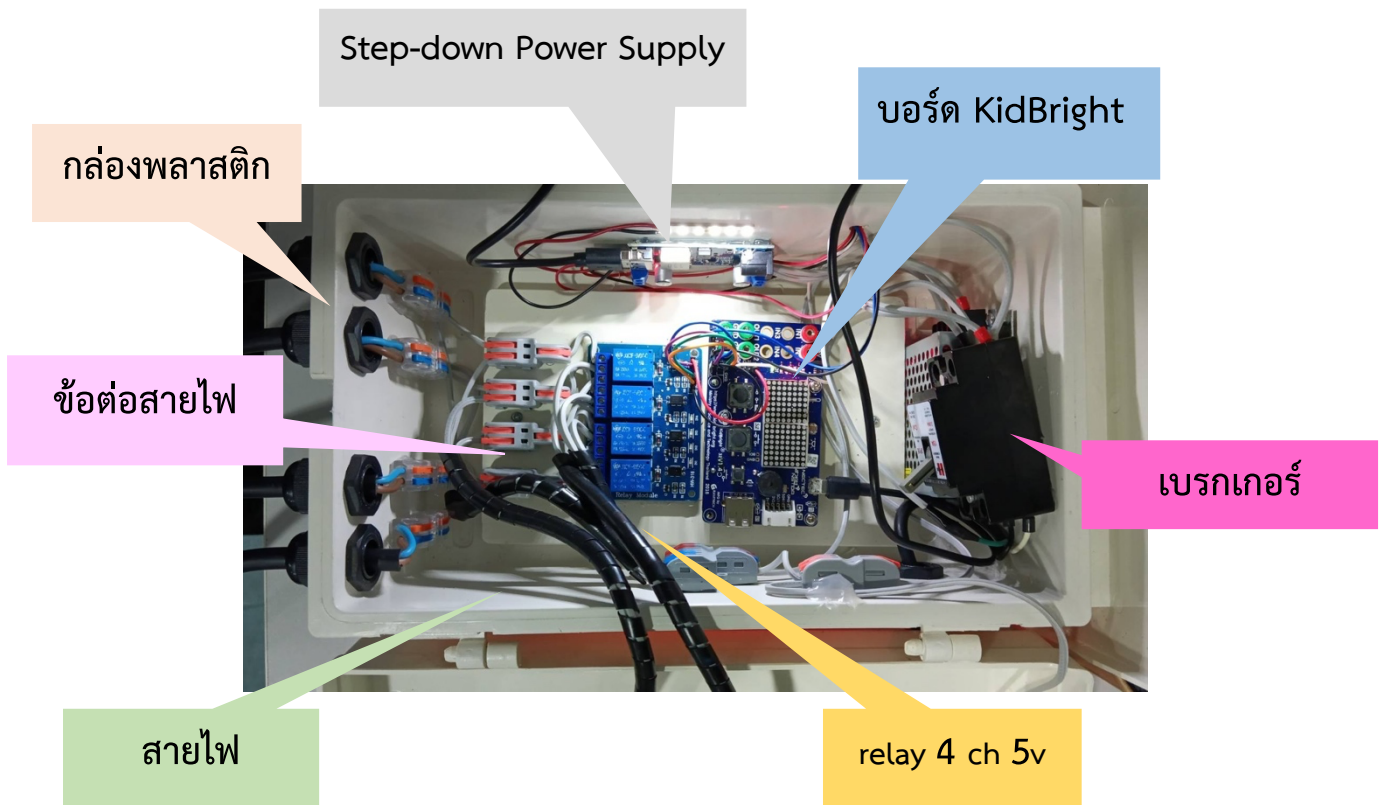 Step-down Power Supply
บอร์ด KidBright
กล่องพลาสติก
ข้อต่อสายไฟ
เบรกเกอร์
Relay Module
สายไฟ
relay 4 ch 5v